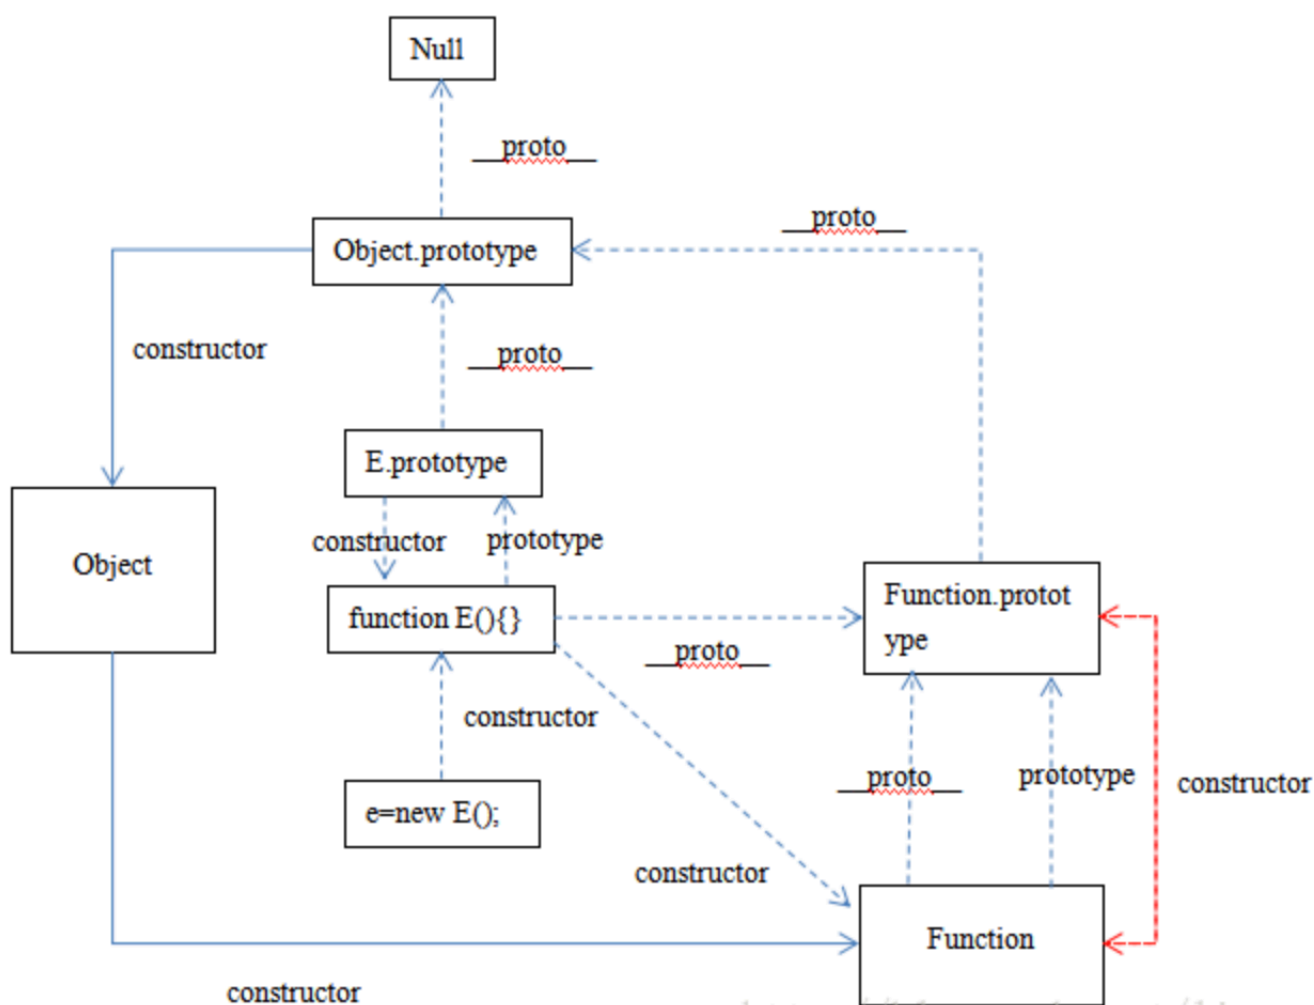 Null
__proto__
__proto__
Object.prototype
constructor
__proto__
E.prototype
constructor
prototype
Object
Function.protot
ype
function E(){}
__proto__
constructor
__proto__
prototype
constructor
e=new E();
constructor
Function
constructor